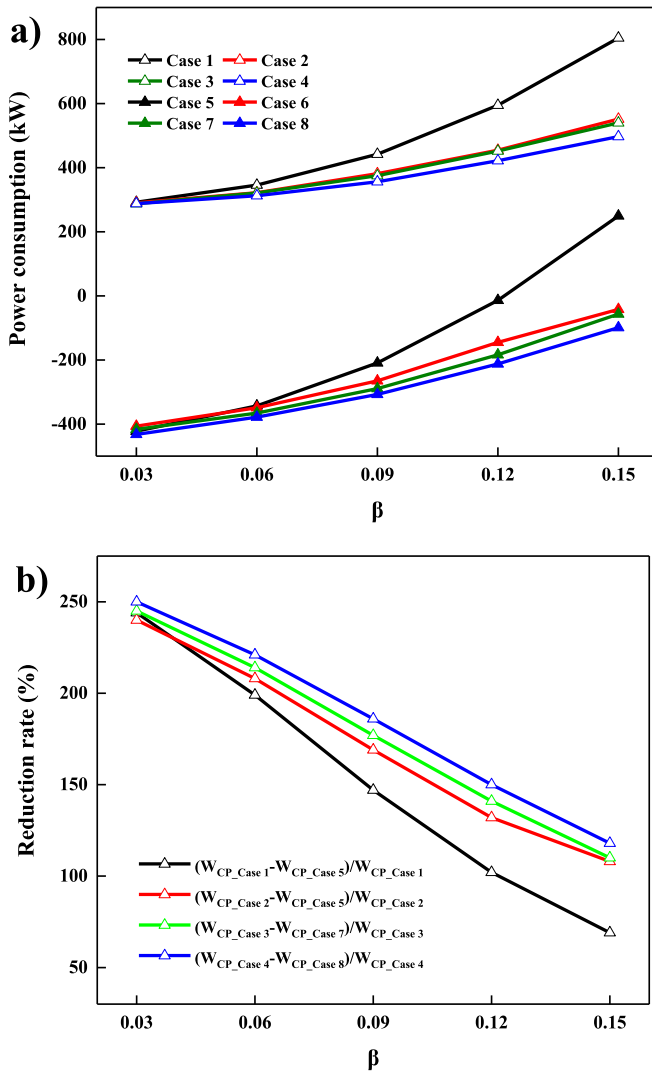 a)
800
600
400
200
0
-200
-400
Power consumption (kW)
Case 1 Case 2
Case 3 Case 4
Case 5 Case 6
Case 7 Case 8
0.03 0.06 0.09 0.12 0.15
β
b)
250
200
150
100
50
Reduction rate (%)
(W_CP_Case 1-W_CP_Case 5)/W_CP_Case 1
(W_CP_Case 2-W_CP_Case 5)/W_CP_Case 2
(W_CP_Case 3-W_CP_Case 7)/W_CP_Case 3
(W_CP_Case 4-W_CP_Case 8)/W_CP_Case 4
0.03 0.06 0.09 0.12 0.15
β